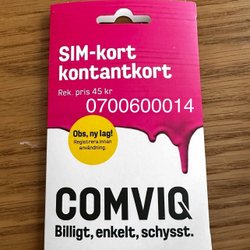 SIM-kort
kontantkort
Rek. pris 45 kr
0700600014
Obs, ny lag!
Registrera innan
användning.
COMVIQ
Billigt, enkelt, schysst.